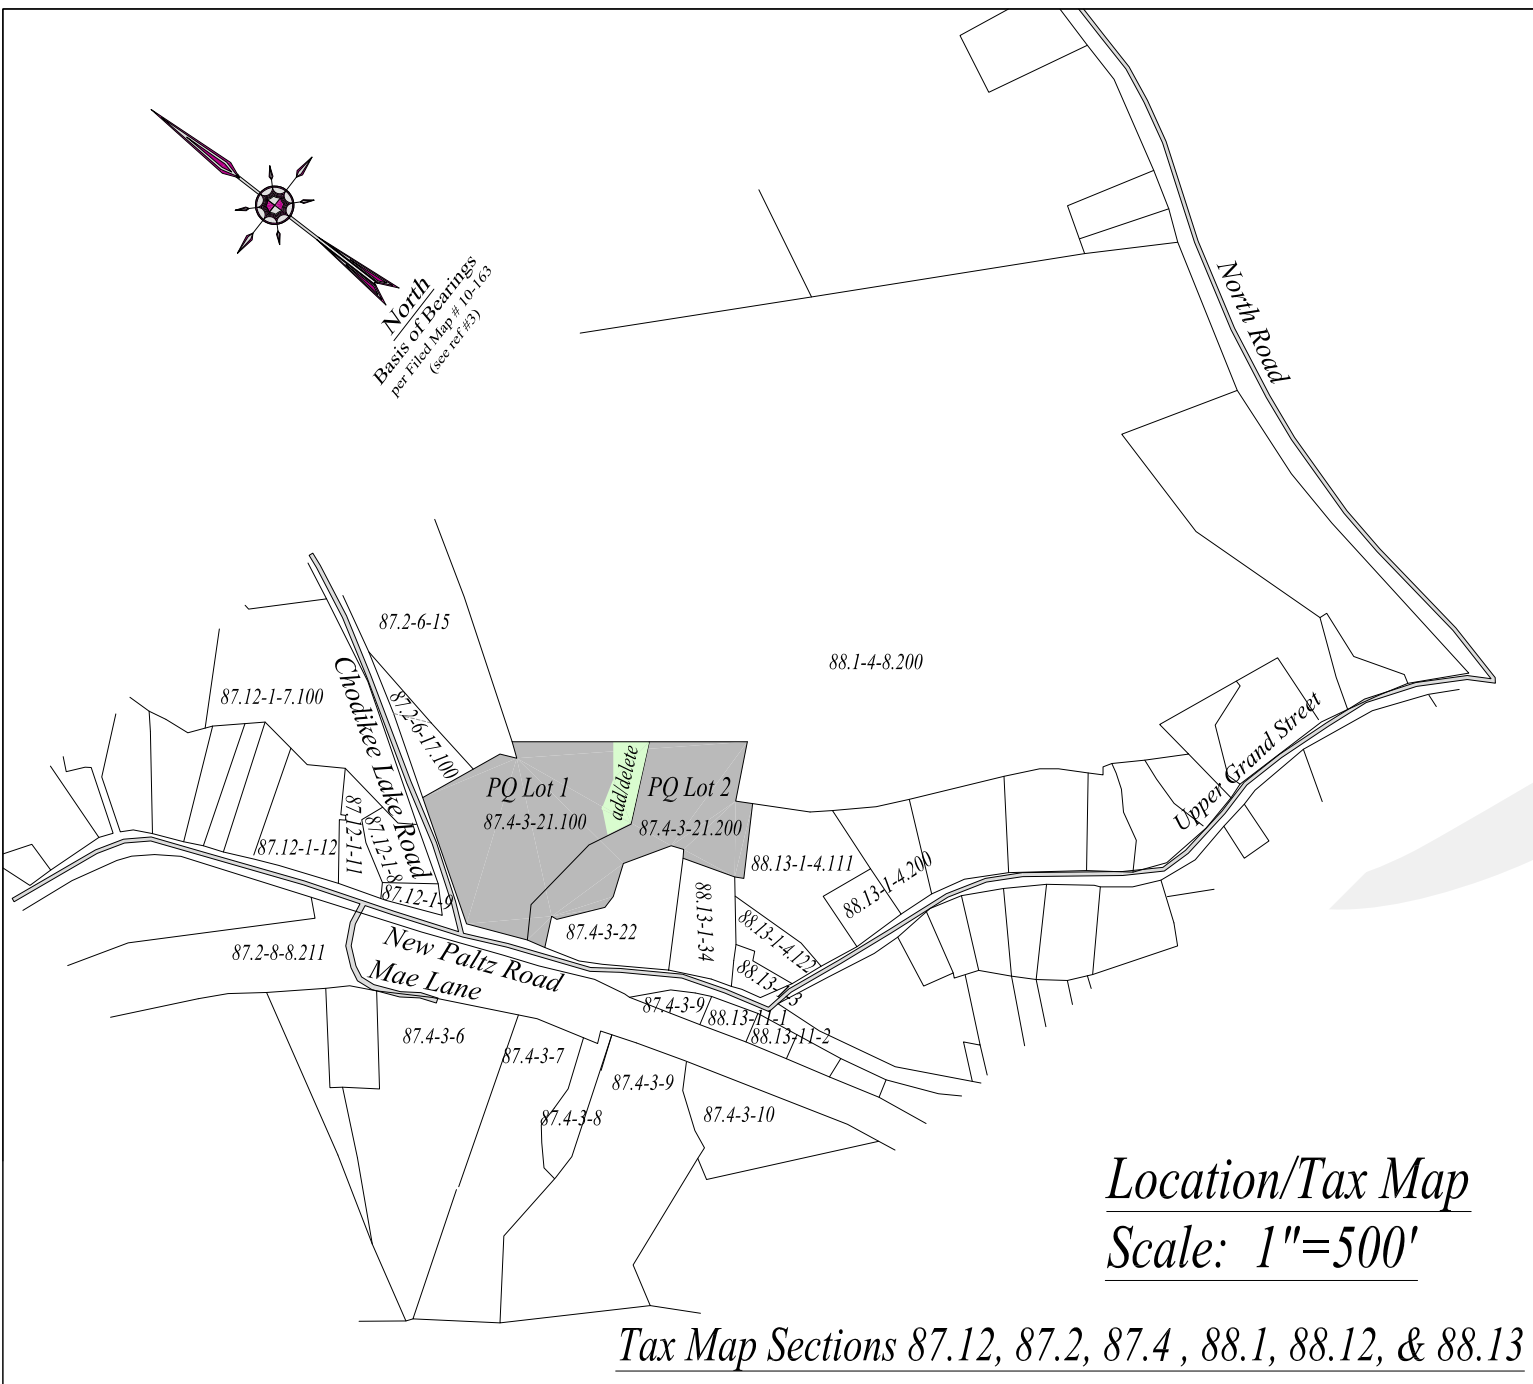 North
Basis of Bearings
per Filed Map # 10-163
(see ref #3)
North Road
87.2-6-15
88.1-4-8.200
Chodikee Lake Road
87.12-1-7.100
87.2-6-17.100
Upper Grand Street
PQ Lot 1
87.4-3-21.100
add/delete
PQ Lot 2
87.4-3-21.200
87.12-1-12
87.12-1-11
87.12-1-8
87.12-1-9
88.13-1-4.111
88.13-1-4.200
87.4-3-22
88.13-1-34
88.13-1-4.122
88.13-1-3
87.2-8-8.211
New Paltz Road
Mae Lane
87.4-3-9
88.13-11-1
88.13-11-2
87.4-3-6
87.4-3-7
87.4-3-8
87.4-3-9
87.4-3-10
Location/Tax Map
Scale: 1"=500'
Tax Map Sections 87.12, 87.2, 87.4 , 88.1, 88.12, & 88.13